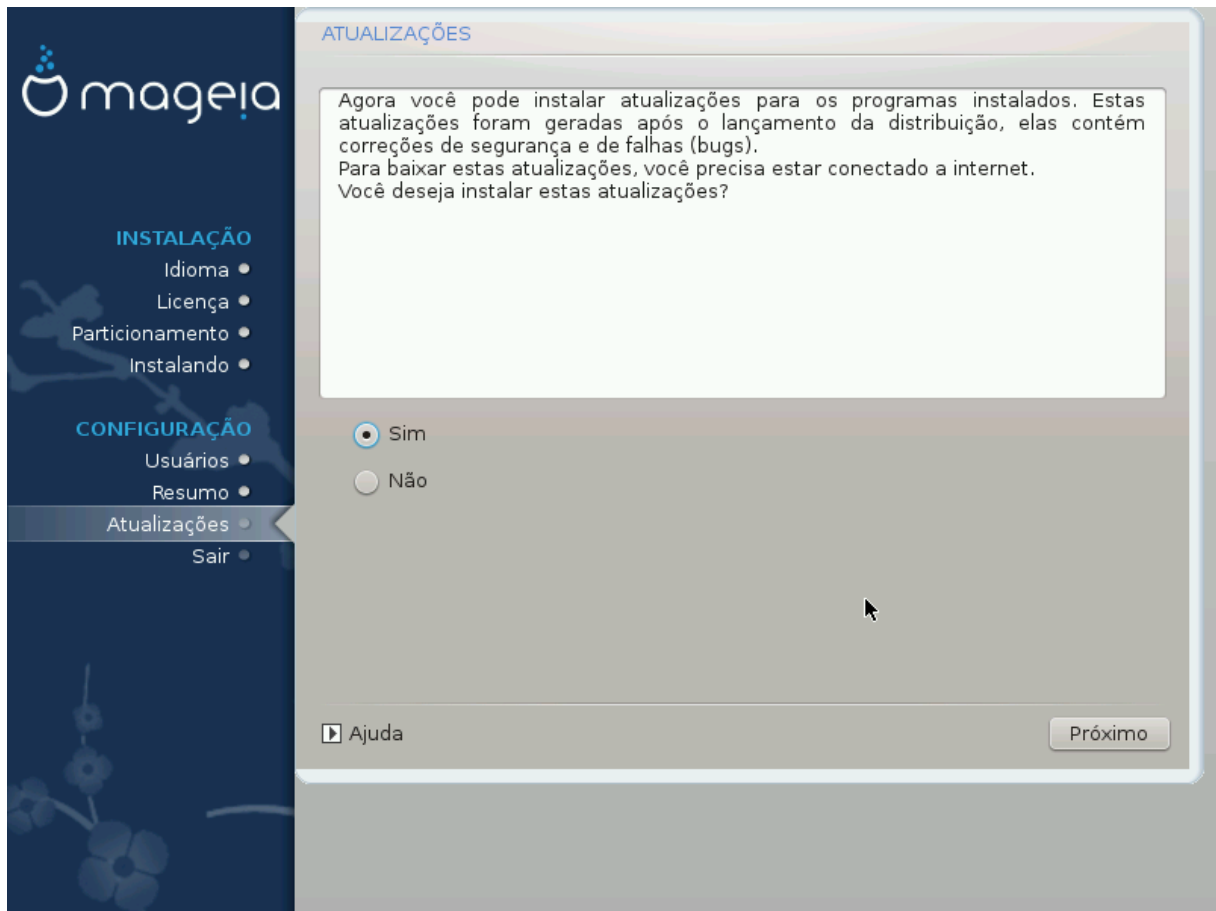 mageia
INSTALAÇÃO
Idioma
Licença
Particionamento
Instalando
CONFIGURAÇÃO
Usuários
Resumo
Atualizações
Sair
ATUALIZAÇÕES
Agora você pode instalar atualizações para os programas instalados. Estas
atualizações foram geradas após o lançamento da distribuição, elas contém
correções de segurança e de falhas (bugs).
Para baixar estas atualizações, você precisa estar conectado a internet.
Você deseja instalar estas atualizações?
Sim
Não
Ajuda
Próximo